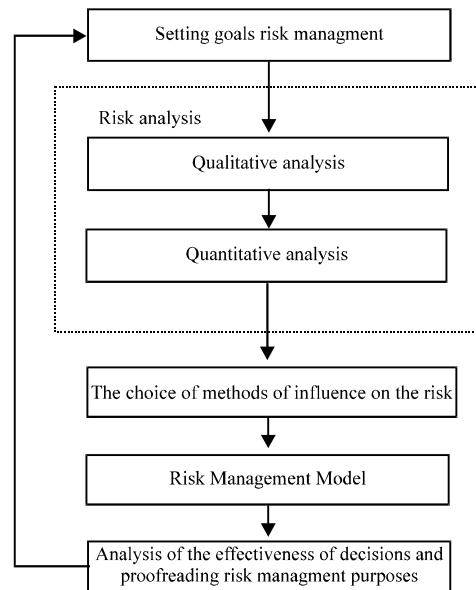 Setting goals risk managment
Risk analysis
Qualitative analysis
Quantitative analysis
The choice of methods of influence on the risk
Risk Management Model
Analysis of the effectiveness of decisions and
proofreading risk managment purposes